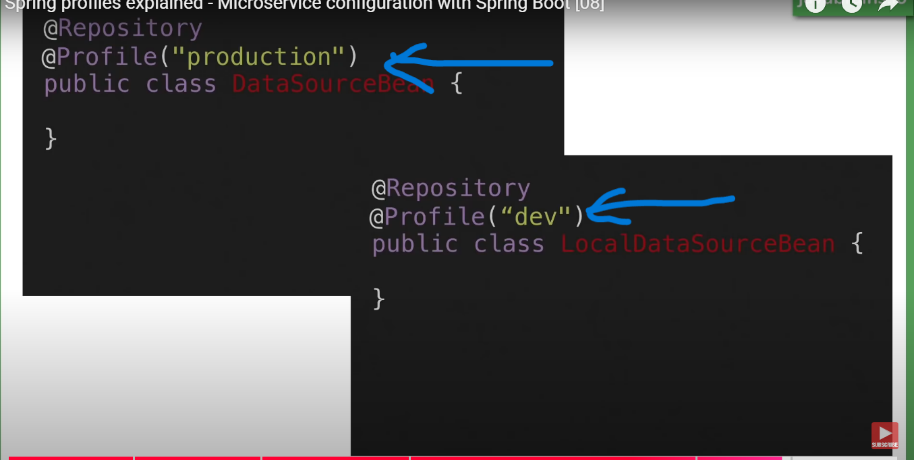 Spring profiles explained - Microservice configuration with Spring Boot [08]
@Repository
@Profile("production")
public class DataSourceBean {
}
@Repository
@Profile(“dev")
public class LocalDataSourceBean {
}
SUBSCRIBE